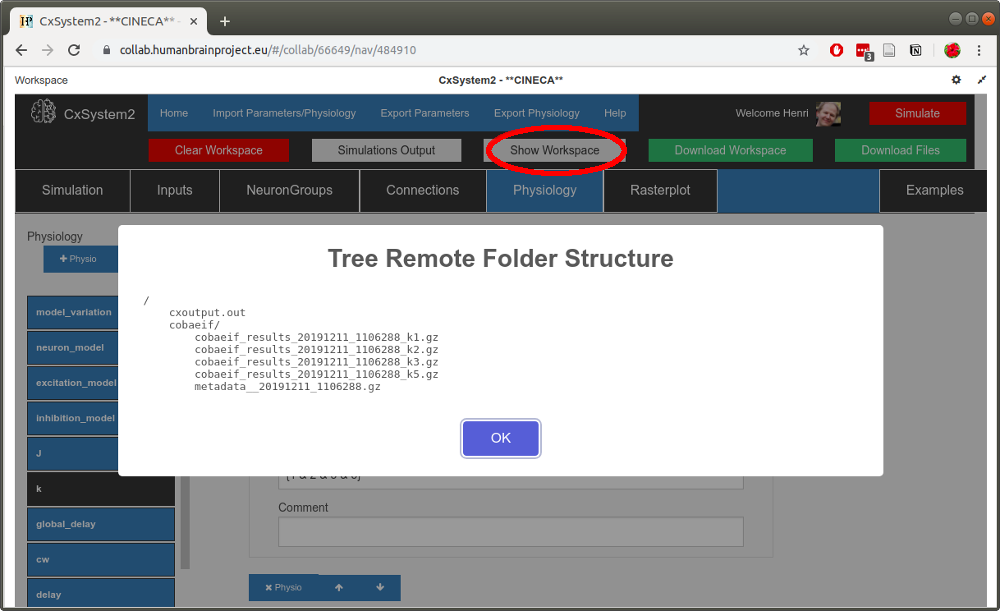 CxSystem2 - **CINECA** -
collab.humanbrainproject.eu/#/collab/66649/nav/484910
3
Workspace
CxSystem2 - **CINECA**
CxSystem2
Home
Import Parameters/Physiology
Export Parameters
Export Physiology
Help
Welcome Henri
Simulate
Clear Workspace
Simulations Output
Show Workspace
Download Workspace
Download Files
Simulation
Inputs
NeuronGroups
Connections
Physiology
Rasterplot
Examples
Physiology
+ Physio
model_variation
neuron_model
excitation_model
inhibition_model
J
k
global_delay
cw
delay
Tree Remote Folder Structure
/
cxoutput.out
cobaeif/
cobaeif_results_20191211_1106288_k1.gz
cobaeif_results_20191211_1106288_k2.gz
cobaeif_results_20191211_1106288_k3.gz
cobaeif_results_20191211_1106288_k5.gz
metadata__20191211_1106288.gz
OK
Comment
Physio